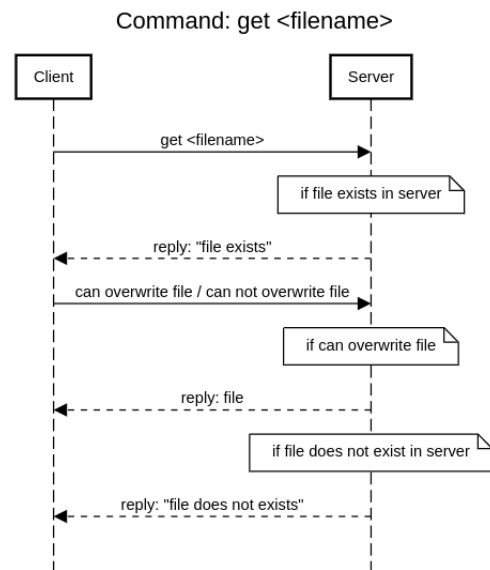 Command: get <filename>
Client
Server
get <filename>
if file exists in server
reply: "file exists"
can overwrite file / can not overwrite file
if can overwrite file
reply: file
if file does not exist in server
reply: "file does not exists"